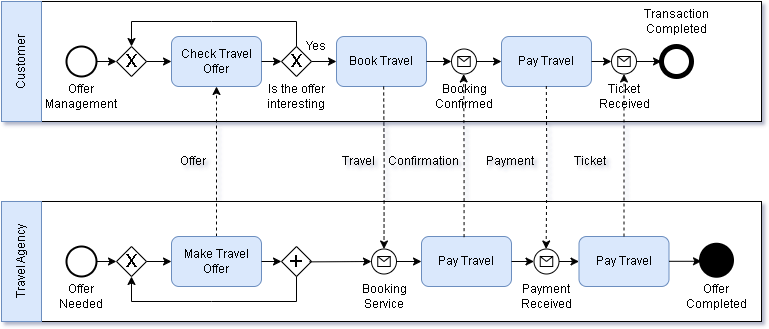 Transaction
Completed
Customer
X
Check Travel
Offer
X
Yes
Book Travel
Pay Travel
Offer
Management
Is the offer
interesting
Booking
Confirmed
Ticket
Received
Offer
Travel
Confirmation
Payment
Ticket
Travel Agency
X
Make Travel
Offer
Pay Travel
Pay Travel
Offer
Needed
Booking
Service
Payment
Received
Offer
Completed